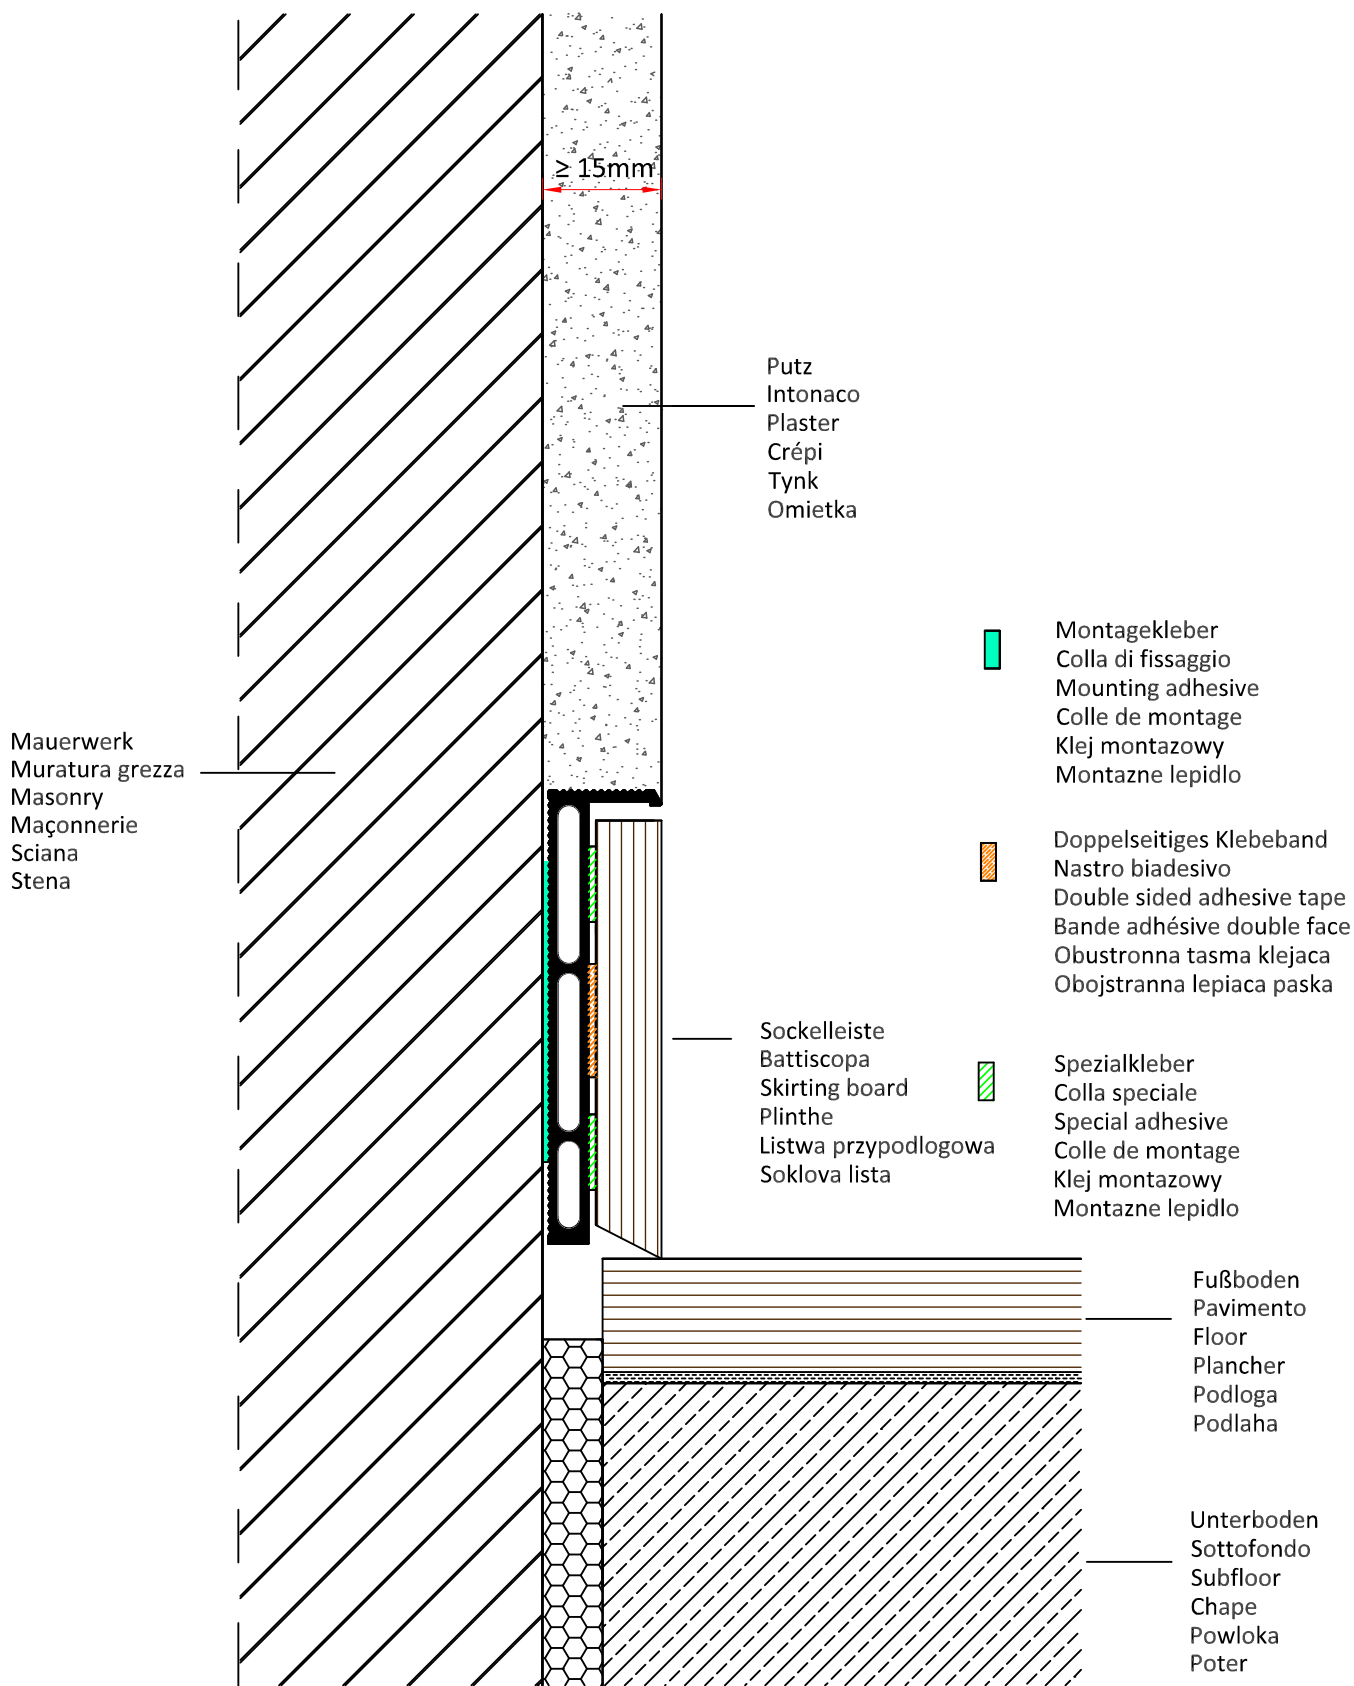 ≥ 15mm
Putz
Intonaco
Plaster
Crépi
Tynk
Omietka
Montagekleber
Colla di fissaggio
Mounting adhesive
Colle de montage
Klej montazowy
Montazne lepidlo
Mauerwerk
Muratura grezza
Masonry
Maçonnerie
Sciana
Stena
Doppelseitiges Klebeband
Nastro biadesivo
Double sided adhesive tape
Bande adhésive double face
Obustronna tasma klejaca
Obojstranna lepiaca paska
Sockelleiste
Battiscopa
Skirting board
Plinthe
Listwa przypodlogowa
Soklova lista
Spezialkleber
Colla speciale
Special adhesive
Colle de montage
Klej montazowy
Montazne lepidlo
Fußboden
Pavimento
Floor
Plancher
Podloga
Podlaha
Unterboden
Sottofondo
Subfloor
Chape
Powloka
Poter